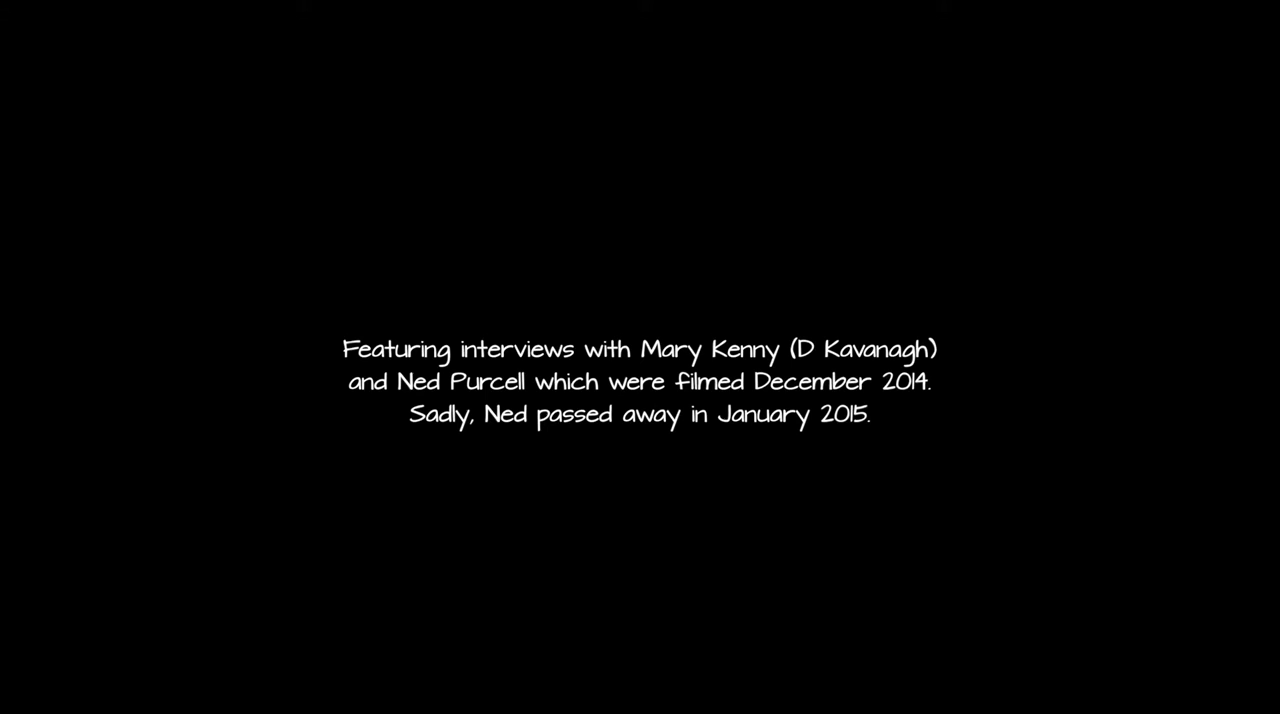 Featuring interviews with Mary Kenny (D Kavanagh)
and Ned Purcell which were filmed December 2014.
Sadly, Ned passed away in January 2015.